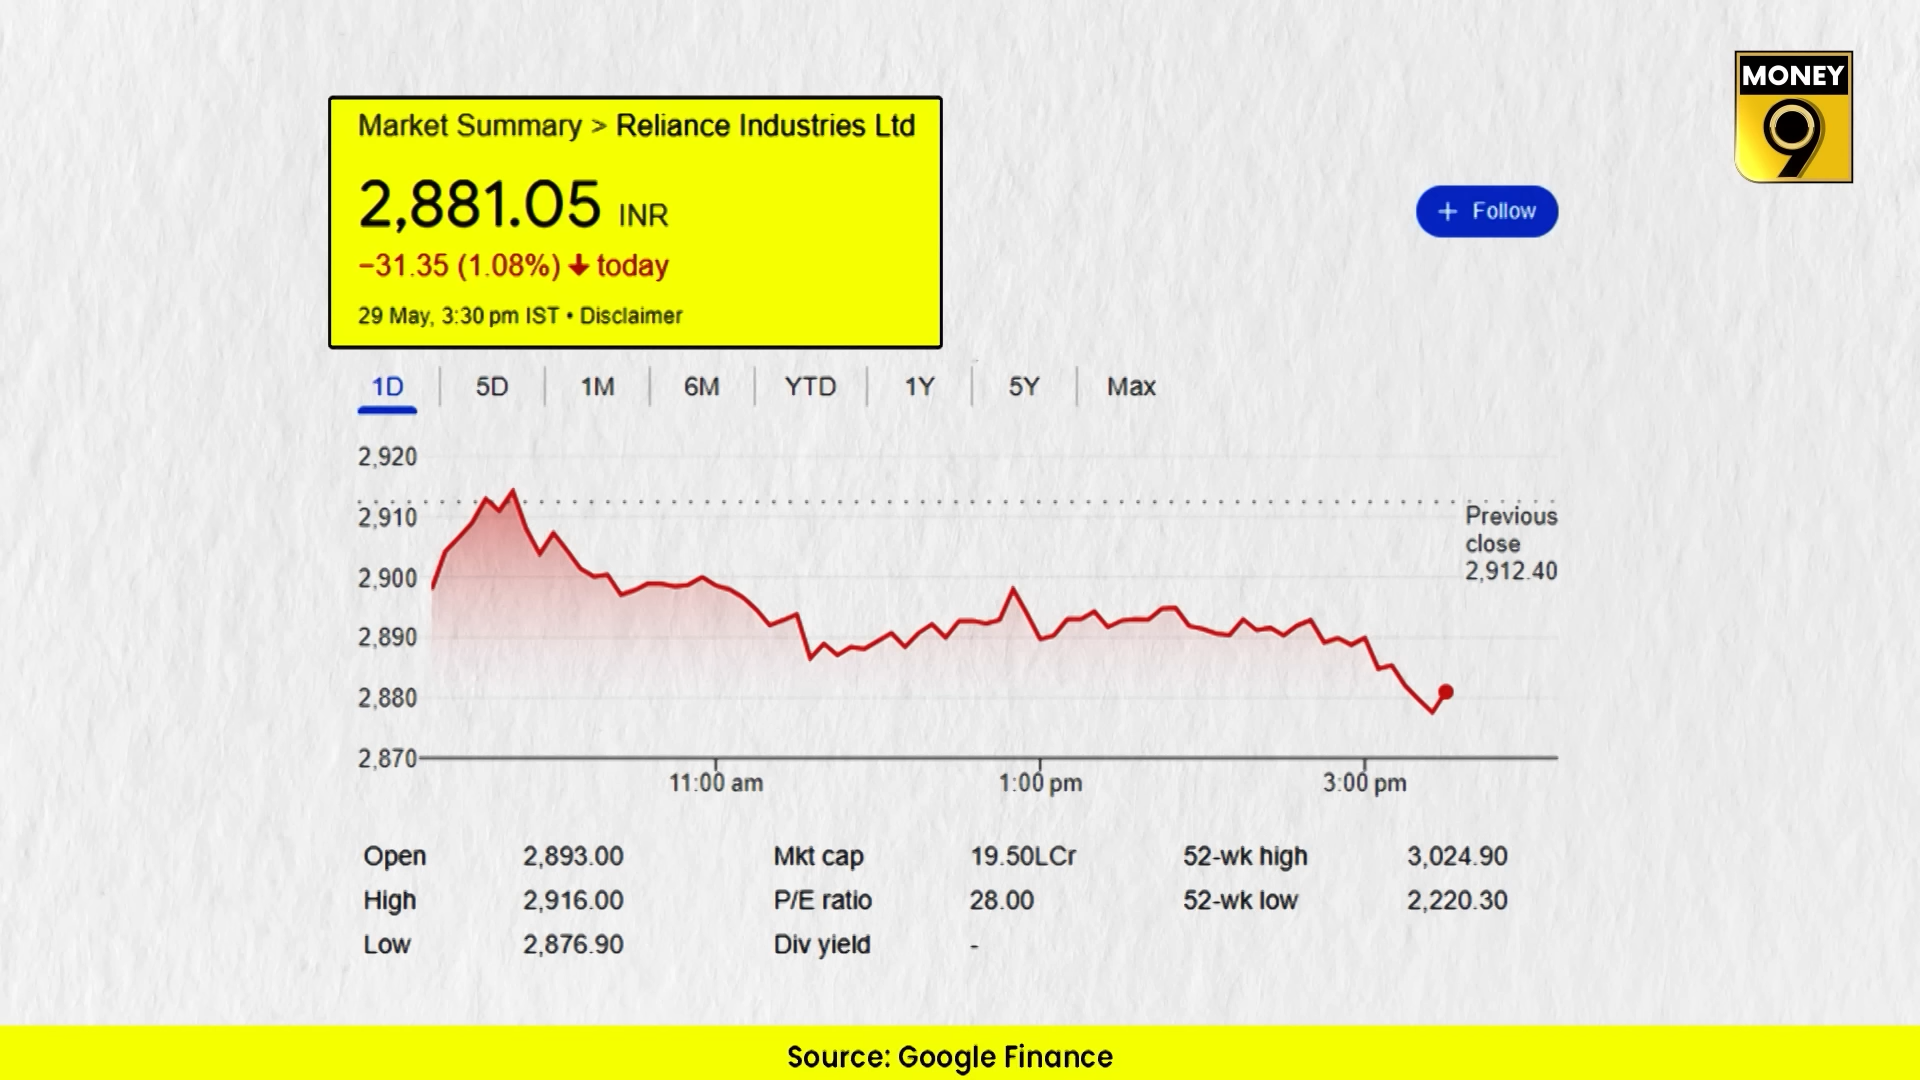 MONEY
9
Market Summary > Reliance Industries Ltd
2,881.05 INR
−31.35 (1.08%) ↓ today
29 May, 3:30 pm IST • Disclaimer
+ Follow
1D 5D 1M 6M YTD 1Y 5Y Max
2,920
2,910
2,900
2,890
2,880
2,870
Previous
close
2,912.40
11:00 am 1:00 pm 3:00 pm
Open 2,893.00 Mkt cap 19.50LCr 52-wk high 3,024.90
High 2,916.00 P/E ratio 28.00 52-wk low 2,220.30
Low 2,876.90 Div yield -
Source: Google Finance